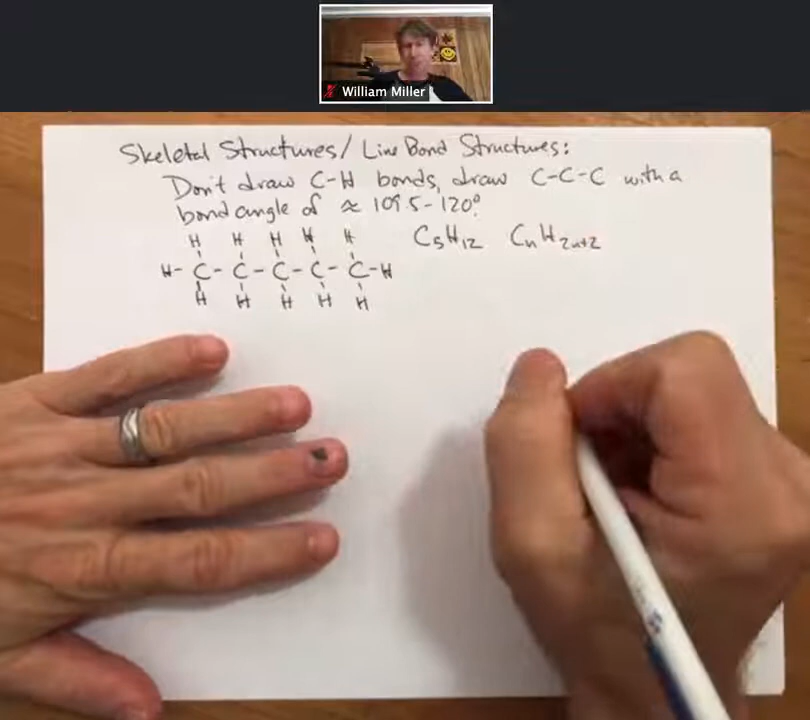 William Miller
Skeletal Structures/ Line Bond Structures:
Don't draw C-H bonds, draw C-C-C with a
bond angle of ≈ 109.5-120°.
H H H H H C5H12 CnH2n+2
H-C-C-C-C-C-H
H H H H H